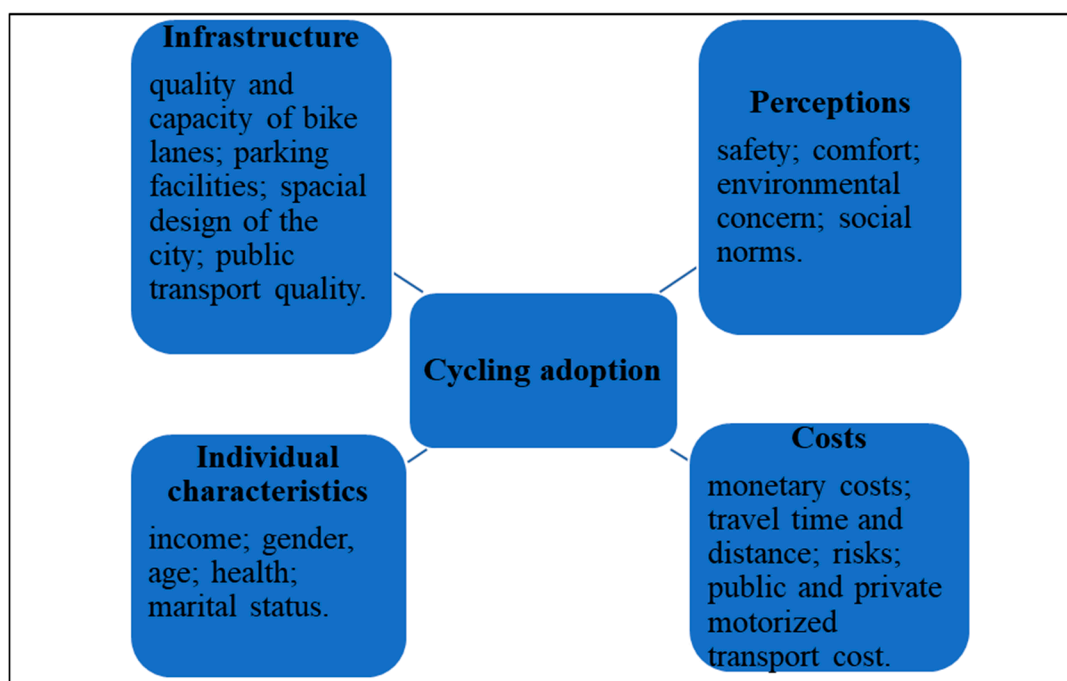 Infrastructure
quality and
capacity of bike
lanes; parking
facilities; spacial
design of the
city; public
transport quality.
Perceptions
safety; comfort;
environmental
concern; social
norms.
Cycling adoption
Individual
characteristics
income; gender,
age; health;
marital status.
Costs
monetary costs;
travel time and
distance; risks;
public and private
motorized
transport cost.